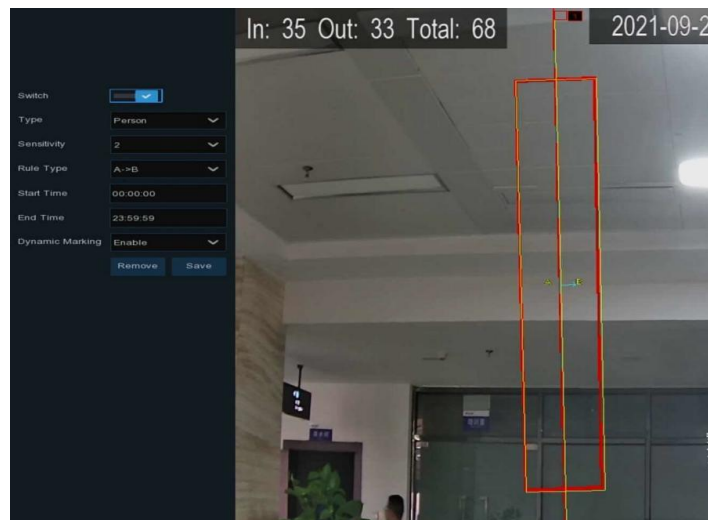 In: 35 Out: 33 Total: 68
2021-09-2
Switch
Type Person
Sensitivity 2
Rule Type A->B
Start Time 00:00:00
End Time 23:59:59
Dynamic Marking Enable
Remove Save